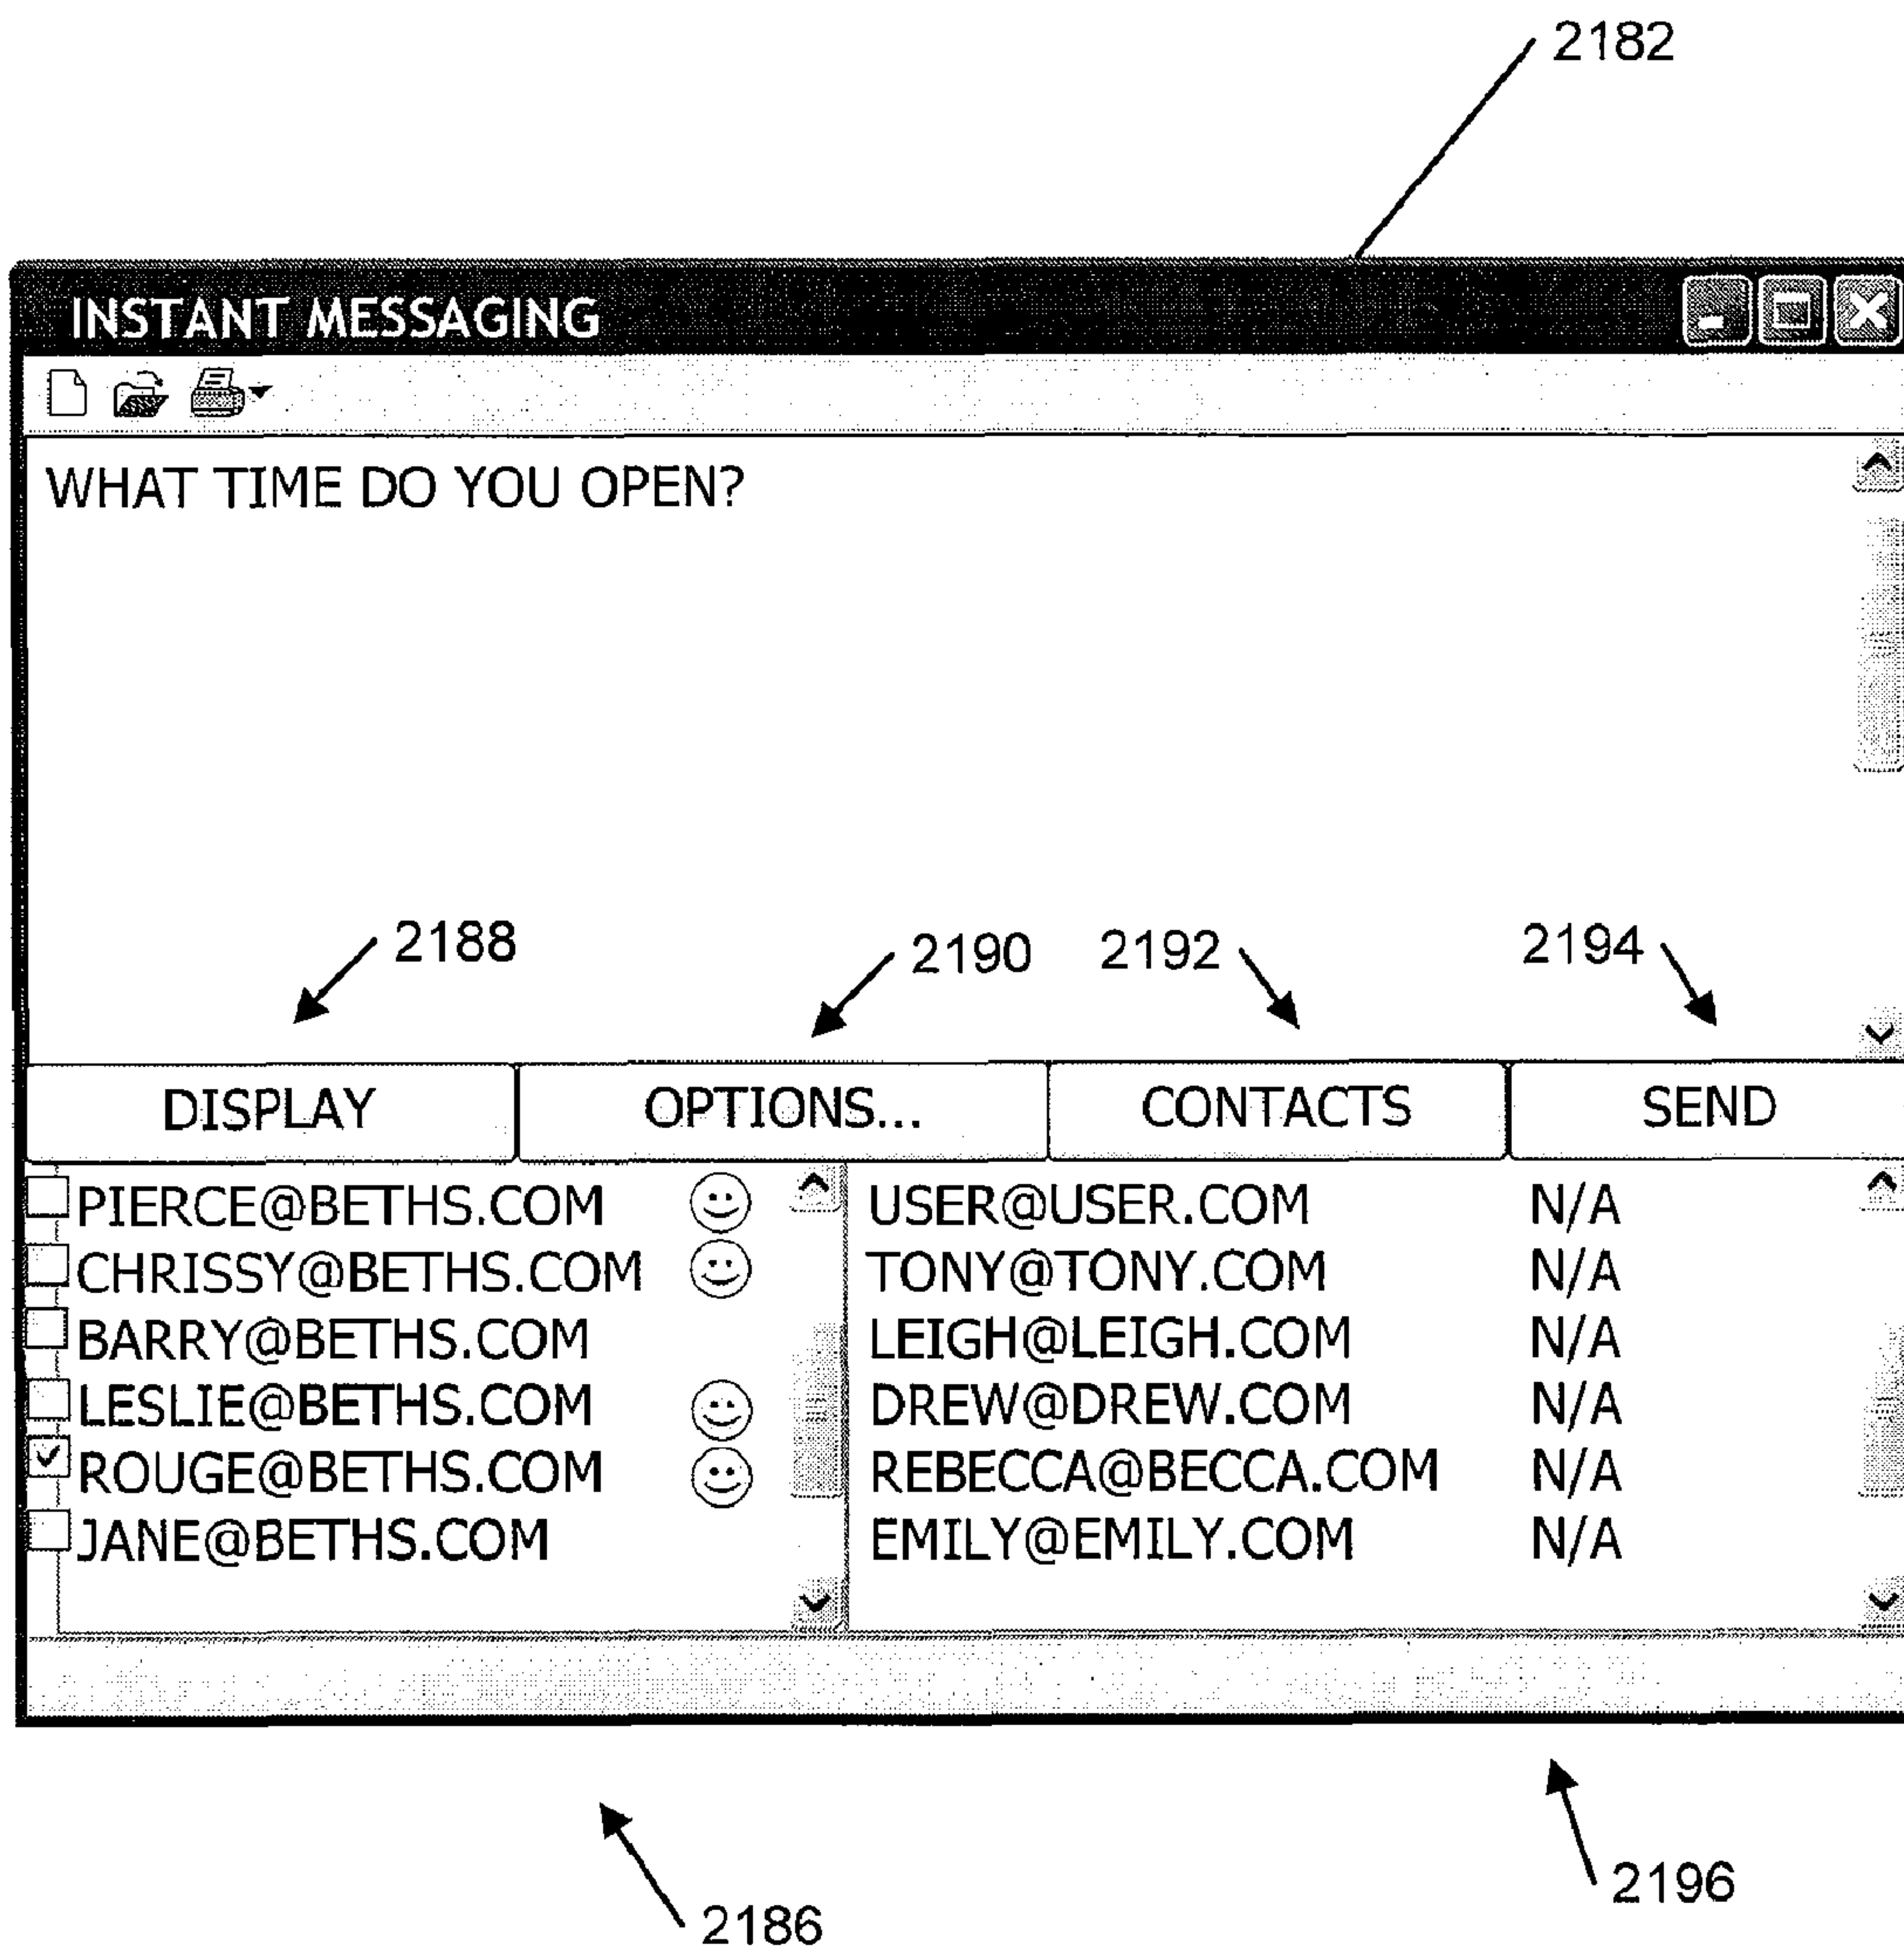 2182
INSTANT MESSAGING
WHAT TIME DO YOU OPEN?
2188 2190 2192 2194
DISPLAY OPTIONS... CONTACTS SEND
PIERCE@BETHS.COM USER@USER.COM N/A
CHRISSY@BETHS.COM TONY@TONY.COM N/A
BARRY@BETHS.COM LEIGH@LEIGH.COM N/A
LESLIE@BETHS.COM DREW@DREW.COM N/A
ROUGE@BETHS.COM REBECCA@BECCA.COM N/A
JANE@BETHS.COM EMILY@EMILY.COM N/A
2196
2186